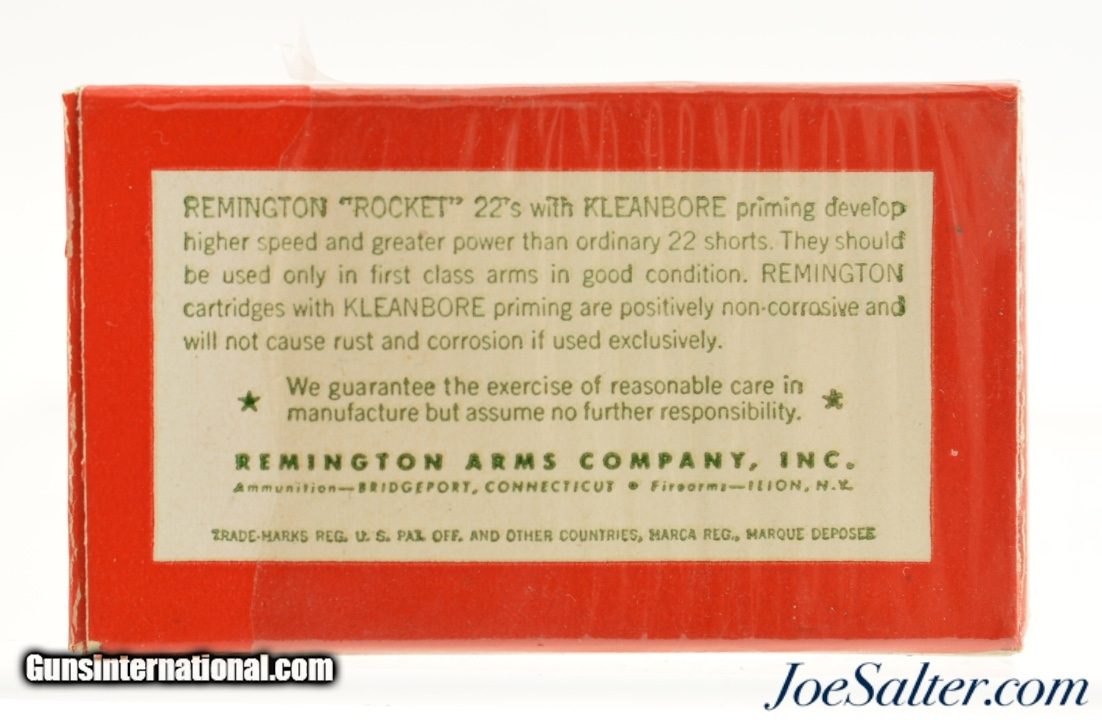 REMINGTON "ROCKET" 22's with KLEANBORE priming develop
higher speed and greater power than ordinary 22 shorts. They should
be used only in first class arms in good condition. REMINGTON
cartridges with KLEANBORE priming are positively non-corrosive and
will not cause rust and corrosion if used exclusively.
★ We guarantee the exercise of reasonable care in ★
manufacture but assume no further responsibility.
REMINGTON ARMS COMPANY, INC.
Ammunition—BRIDGEPORT, CONNECTICUT • Firearms—ILION, N.Y.
TRADE-MARKS REG. U. S. PAT. OFF. AND OTHER COUNTRIES, MARCA REG., MARQUE DEPOSEE
Gunsinternational.com
JoeSalter.com